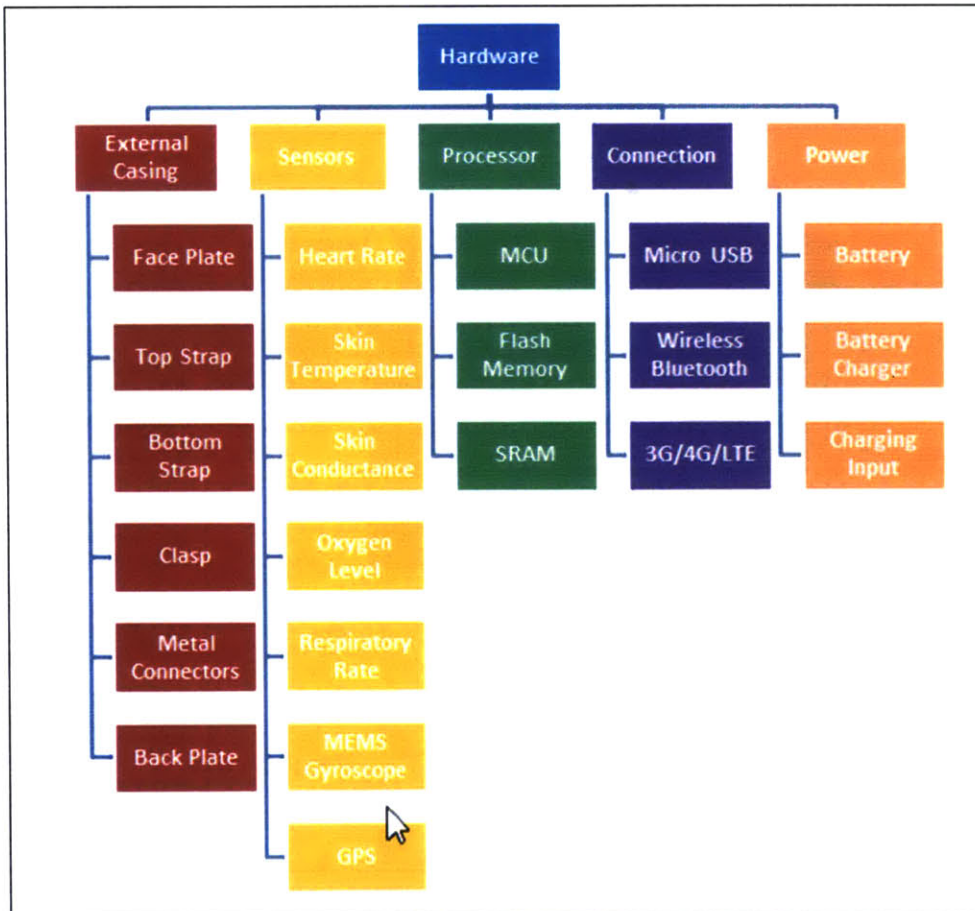 Hardware
External
Casing
Sensors
Processor
Connection
Power
Face Plate
Top Strap
Bottom
Strap
Clasp
Metal
Connectors
Back Plate
Heart Rate
Skin
Temperature
Skin
Conductance
Oxygen
Level
Respiratory
Rate
MEMS
Gyroscope
GPS
MCU
Flash
Memory
SRAM
Micro USB
Wireless
Bluetooth
3G/4G/LTE
Battery
Battery
Charger
Charging
Input